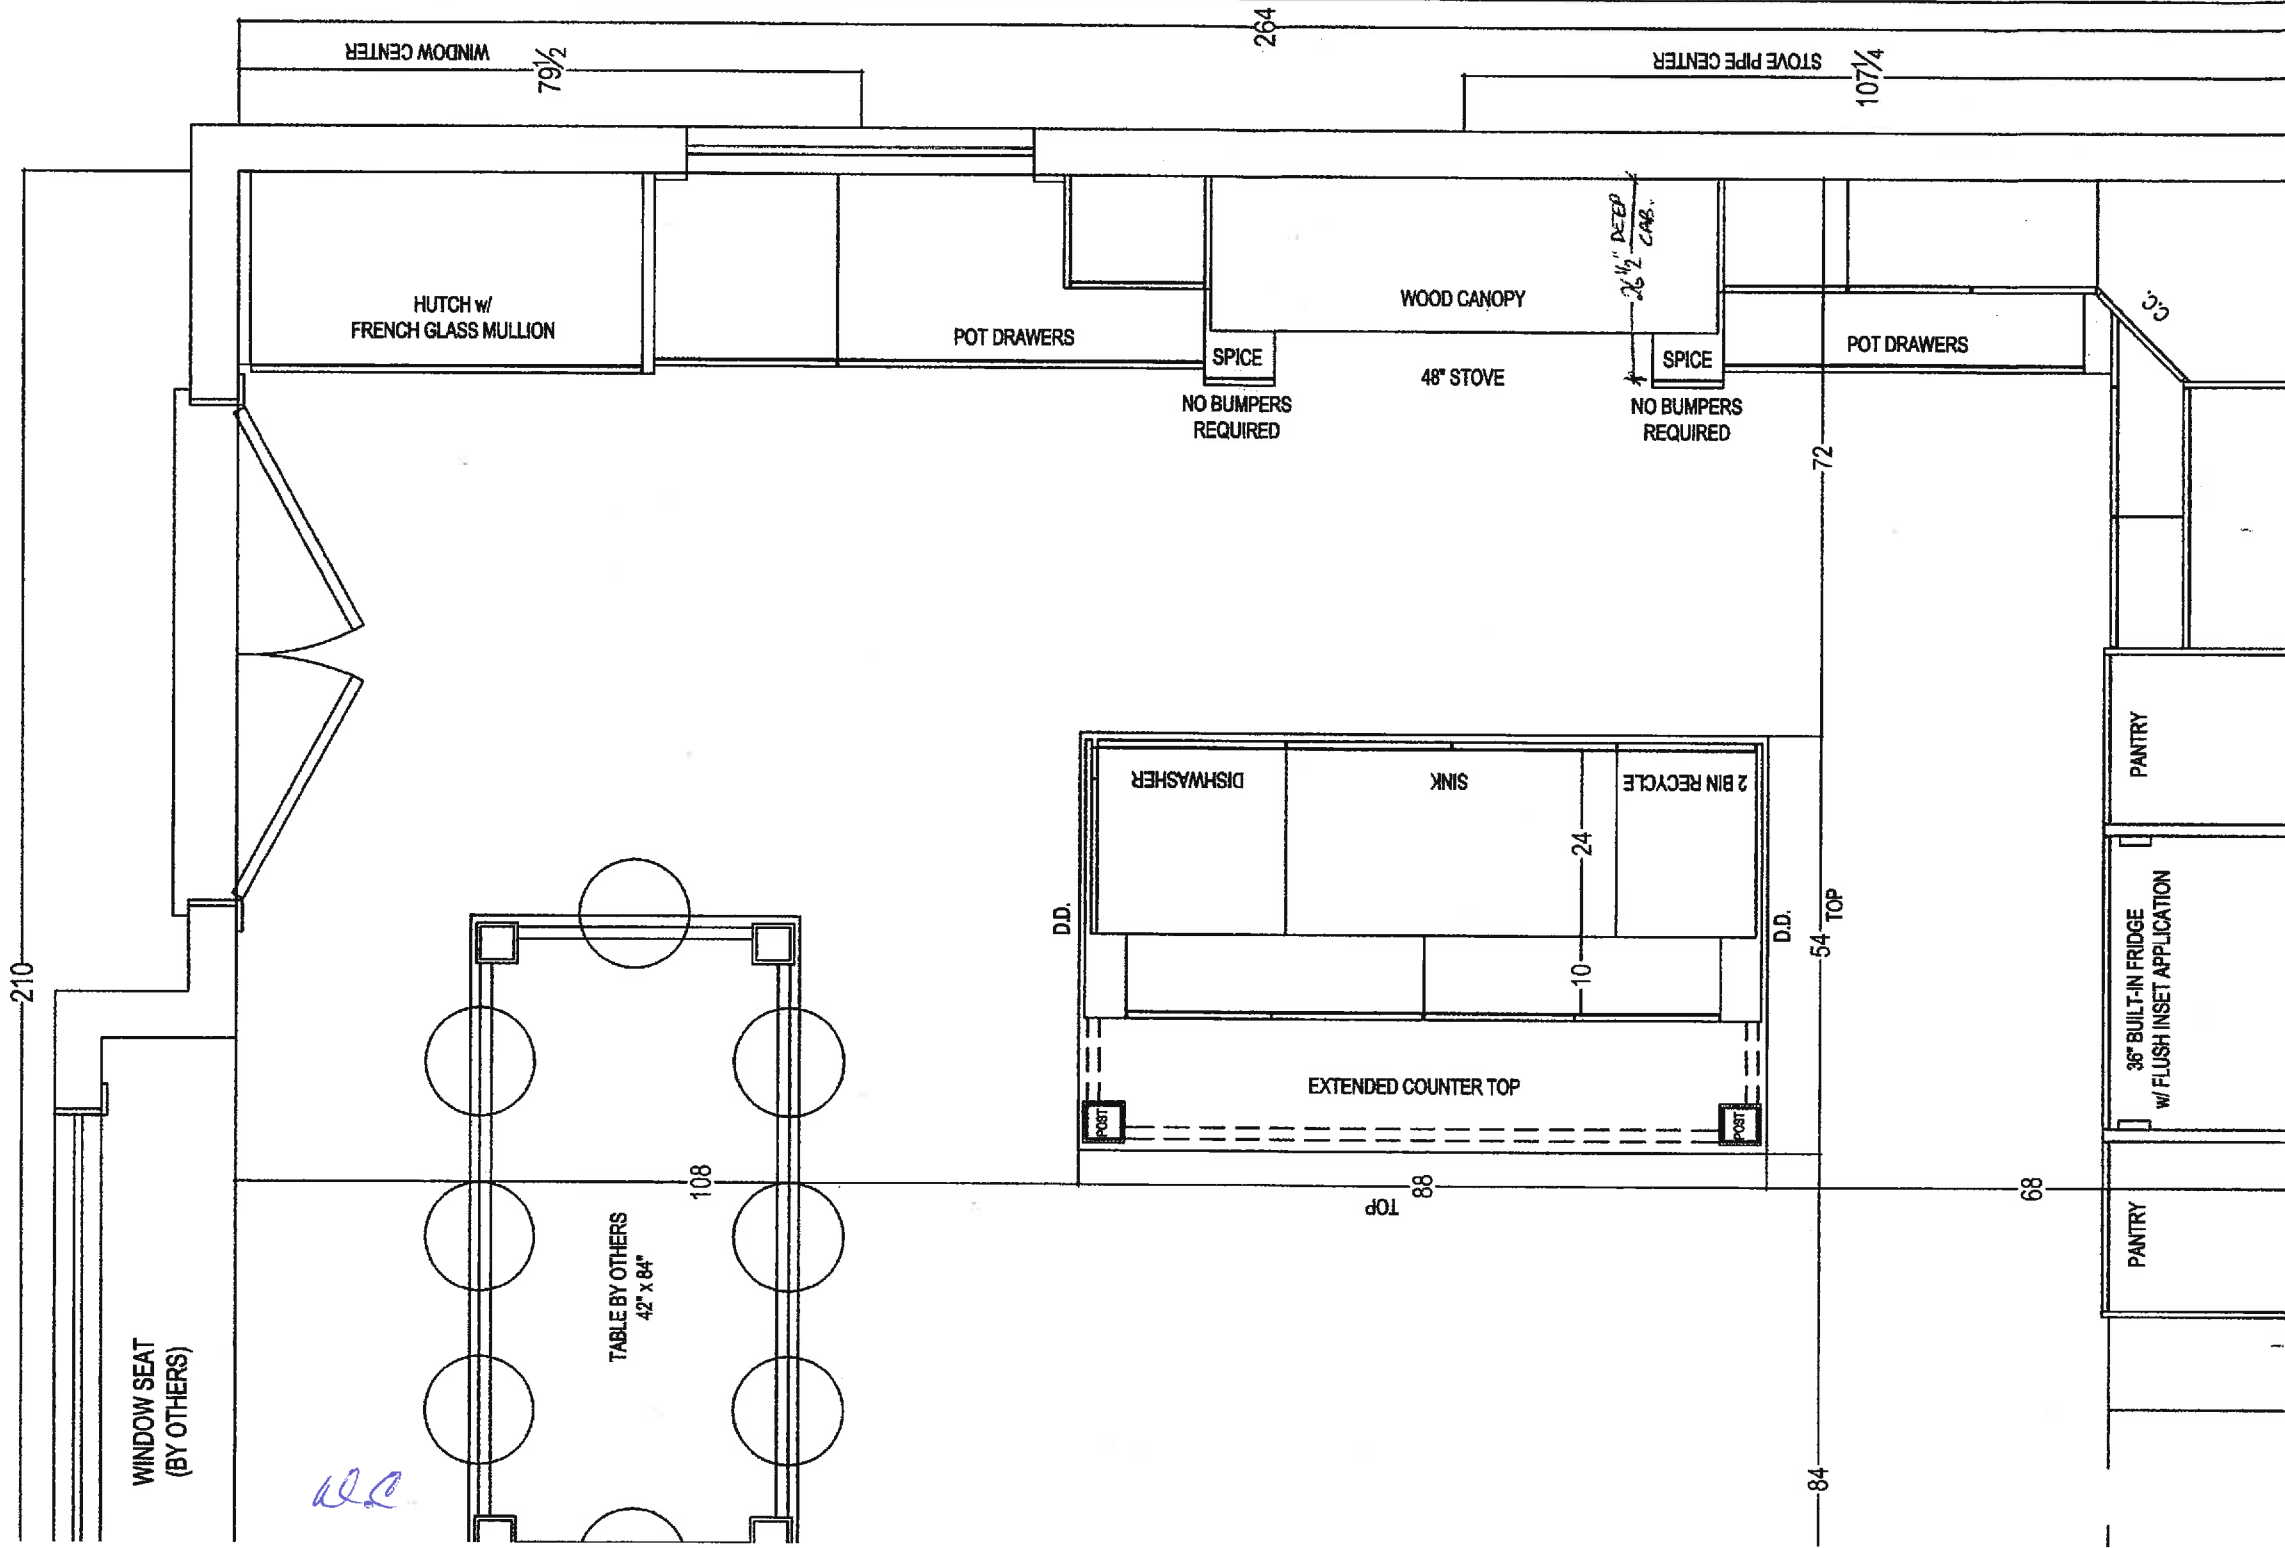 264
WINDOW CENTER
79½
STOVE PIPE CENTER
107¼
HUTCH w/
FRENCH GLASS MULLION
POT DRAWERS
SPICE
NO BUMPERS
REQUIRED
WOOD CANOPY
48" STOVE
26 ½" DEEP
CAB.
SPICE
NO BUMPERS
REQUIRED
POT DRAWERS
C.C.
72
210
DISHWASHER
SINK
2 BIN RECYCLE
24
10
D.D.
D.D.
54
TOP
EXTENDED COUNTER TOP
POST
POST
108
88
TOP
68
PANTRY
36" BUILT-IN FRIDGE
w/ FLUSH INSET APPLICATION
PANTRY
TABLE BY OTHERS
42" x 84"
WINDOW SEAT
(BY OTHERS)
84